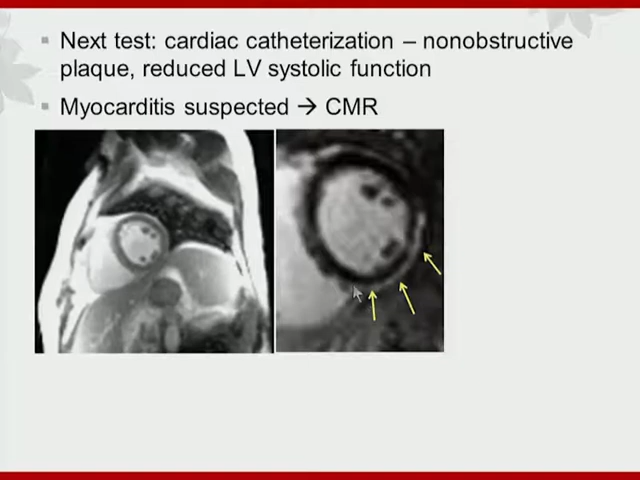 Next test: cardiac catheterization – nonobstructive
plaque, reduced LV systolic function
Myocarditis suspected → CMR